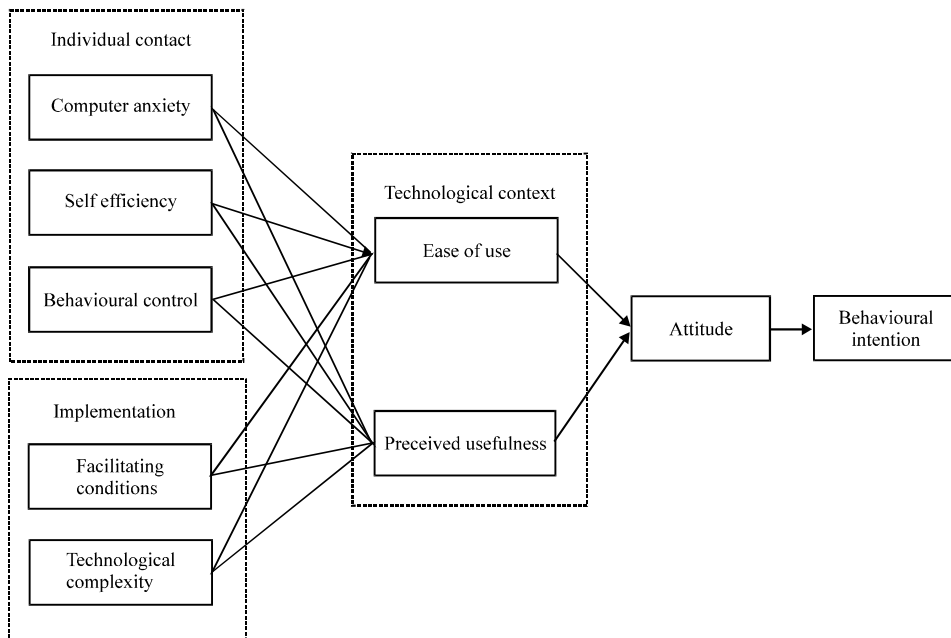 Individual contact
Computer anxiety
Self efficiency
Behavioural control
Implementation
Facilitating
conditions
Technological
complexity
Technological context
Ease of use
Preceived usefulness
Attitude
Behavioural
intention